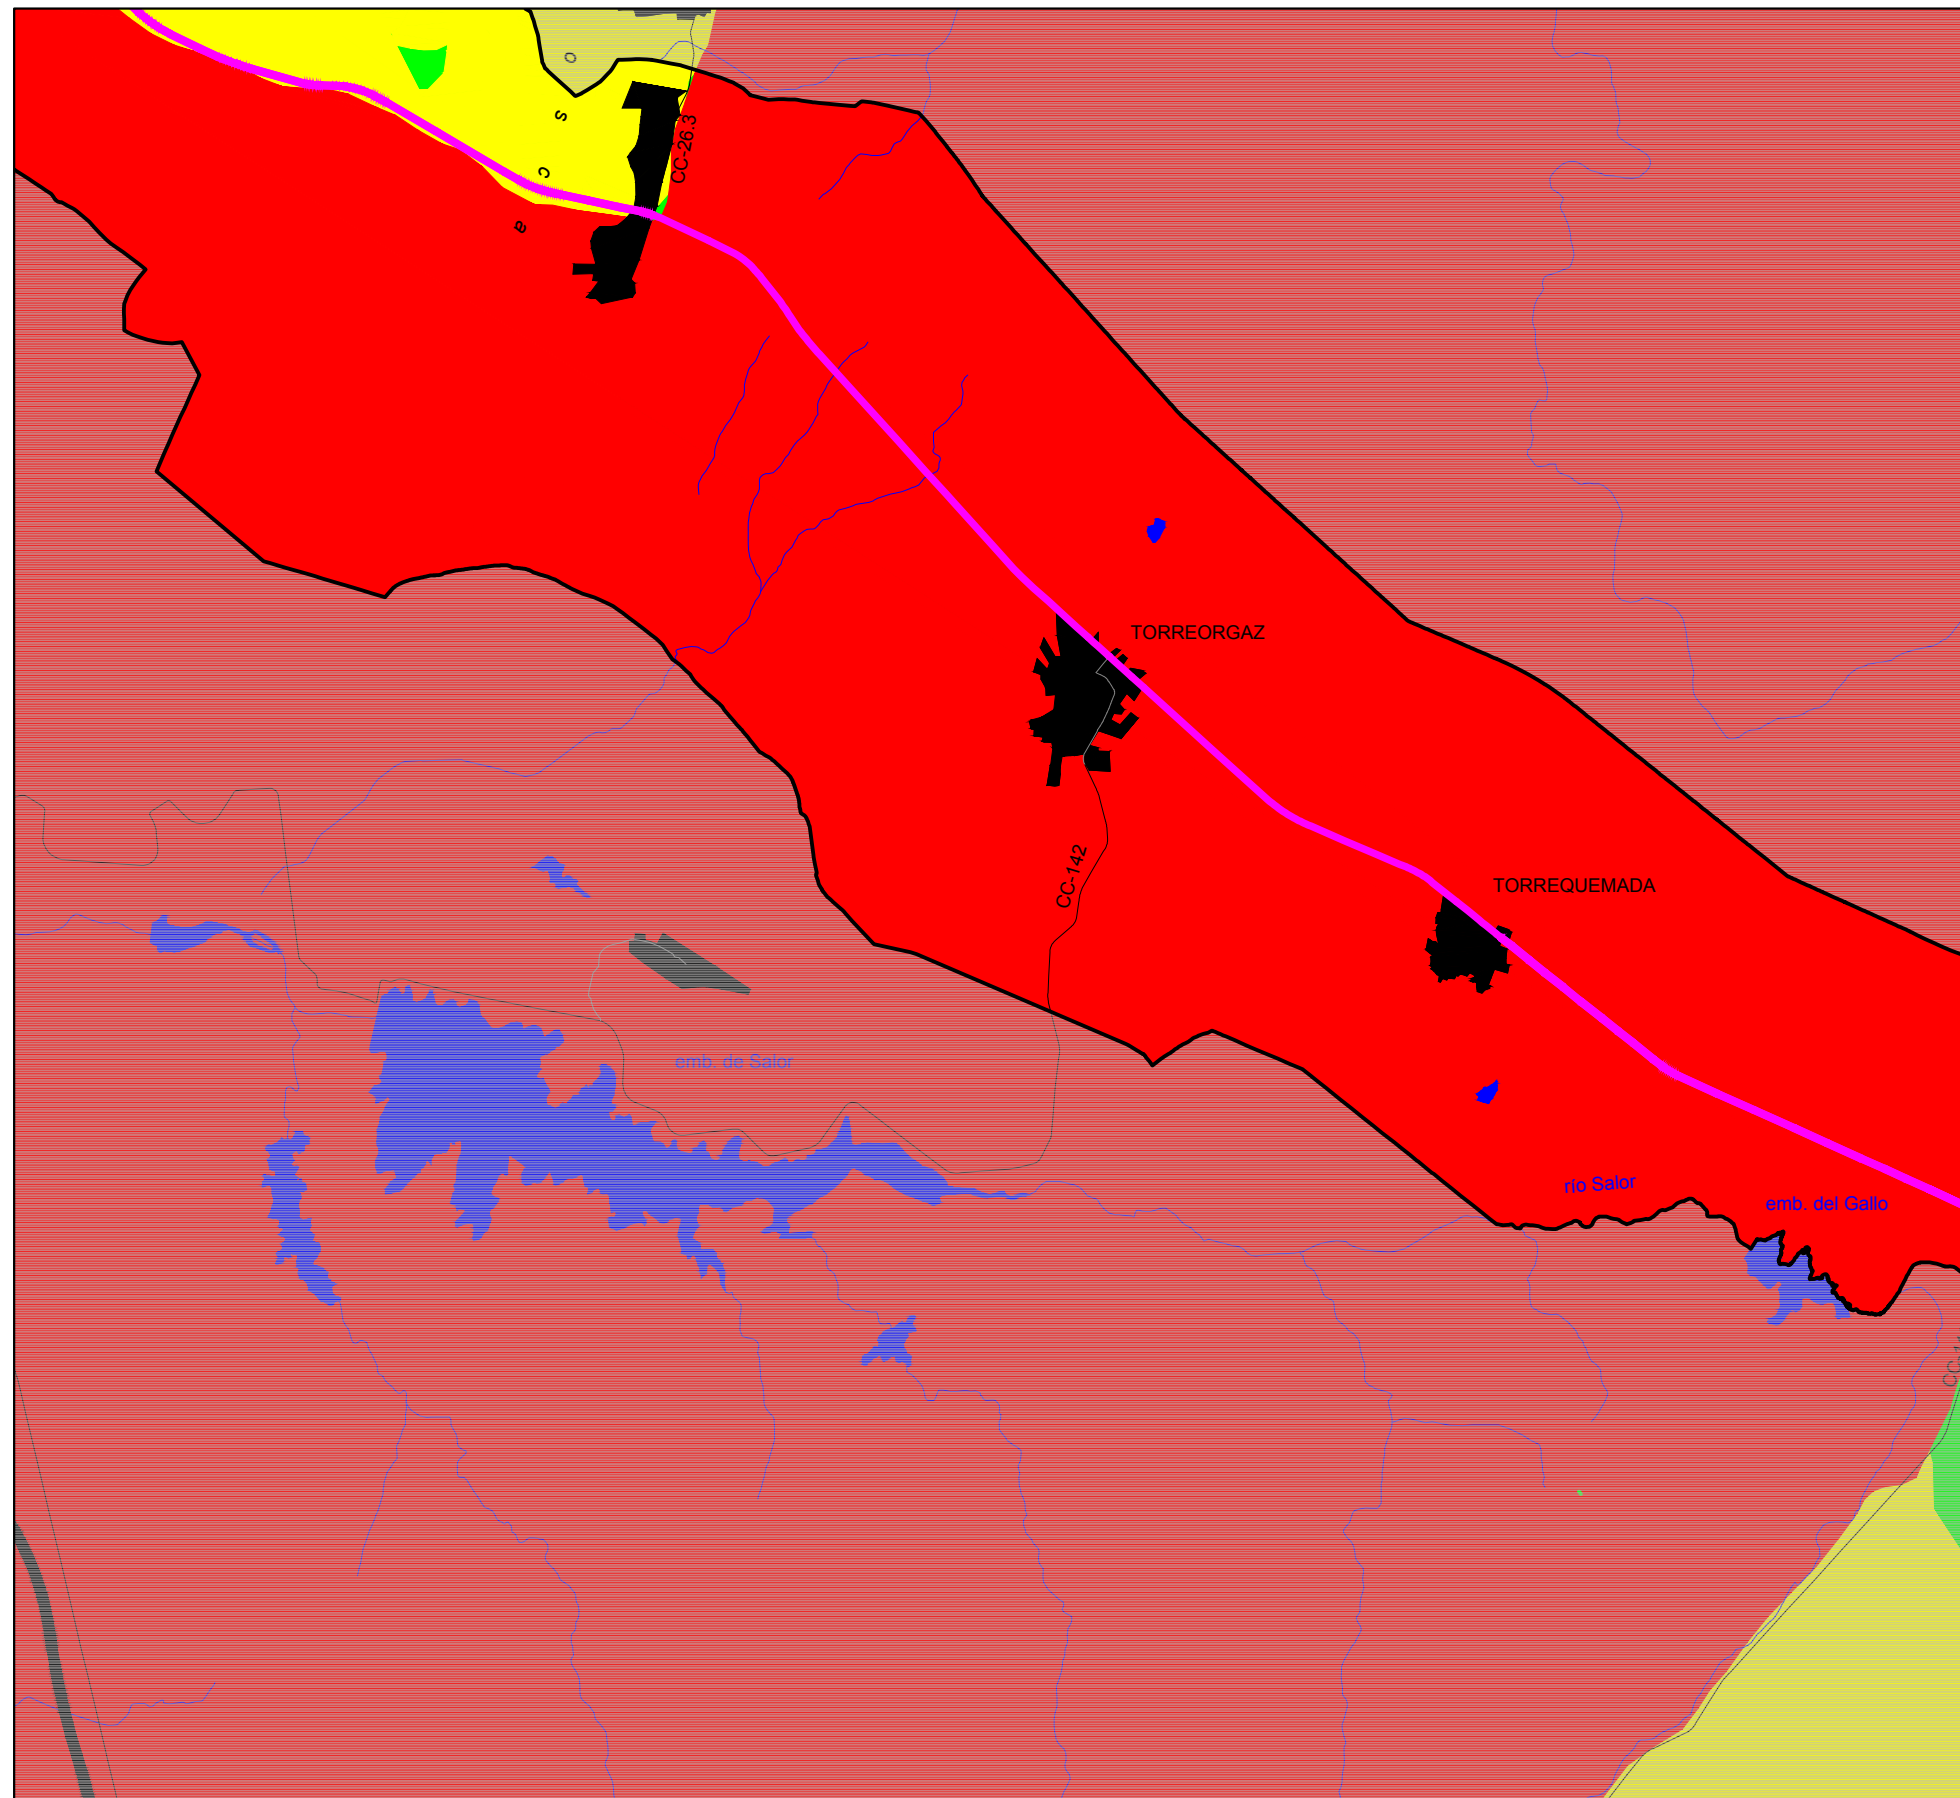 o
s
c
a
CC-26.3
TORREORGAZ
CC-142
TORREQUEMADA
emb. de Salor
río Salor
emb. del Gallo